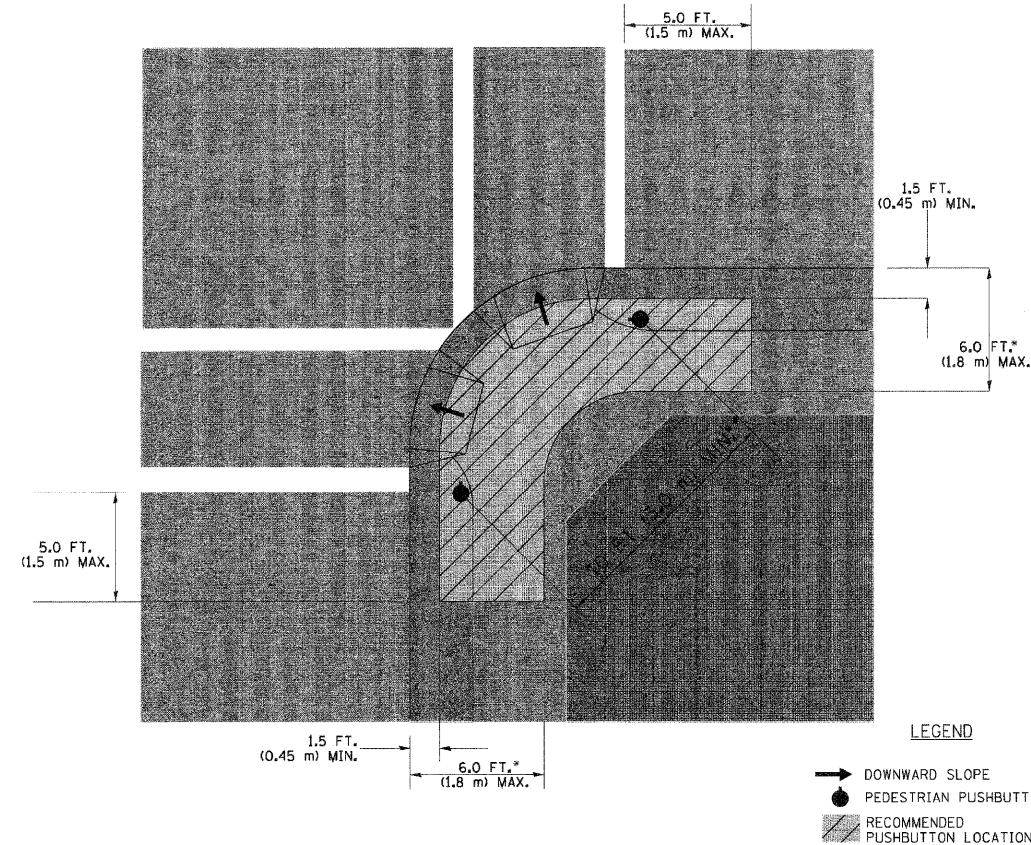 5.0 FT.
(1.5 m) MAX.
1.5 FT.
(0.45 m) MIN.
6.0 FT.*
(1.8 m) MAX.
5.0 FT.
(1.5 m) MAX.
1.5 FT.
(0.45 m) MIN.
6.0 FT.*
(1.8 m) MAX.
m) MIN.
LEGEND
DOWNWARD SLOPE
PEDESTRIAN PUSHBUTT
RECOMMENDED
PUSHBUTTON LOCATION